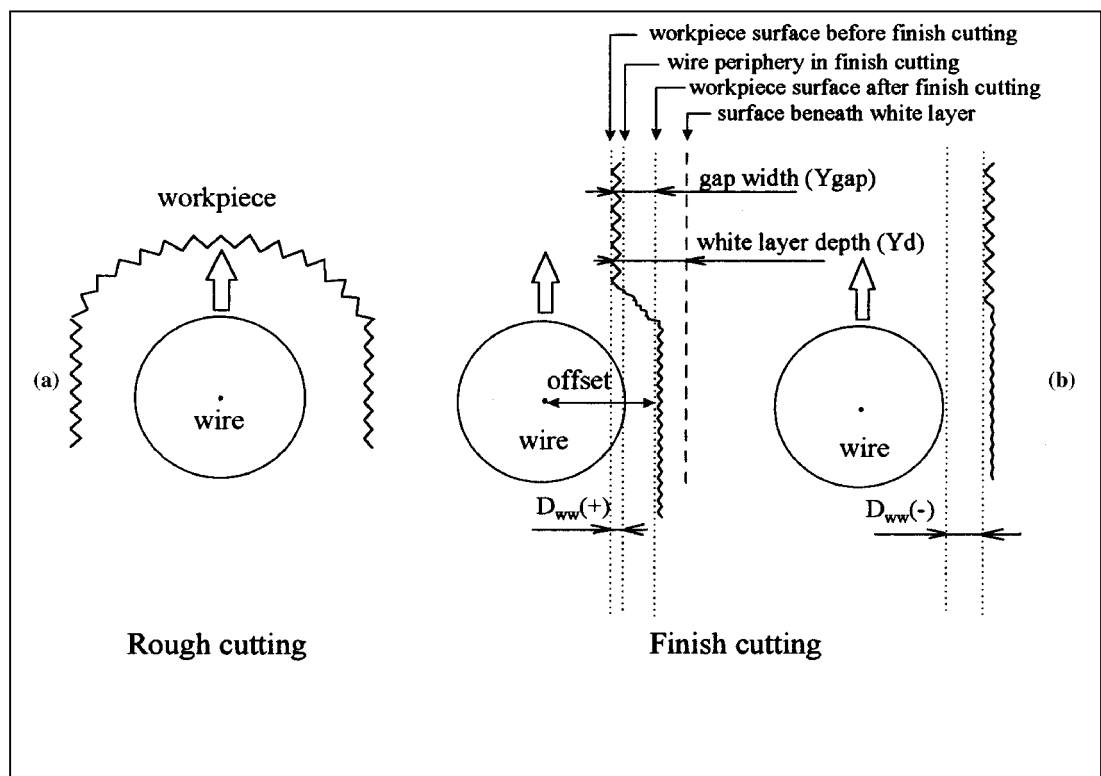 workpiece surface before finish cutting
wire periphery in finish cutting
workpiece surface after finish cutting
surface beneath white layer
gap width (Ygap)
workpiece
white layer depth (Yd)
(a)
offset
(b)
wire
wire
wire
Dww(+)
Dww(-)
Rough cutting
Finish cutting